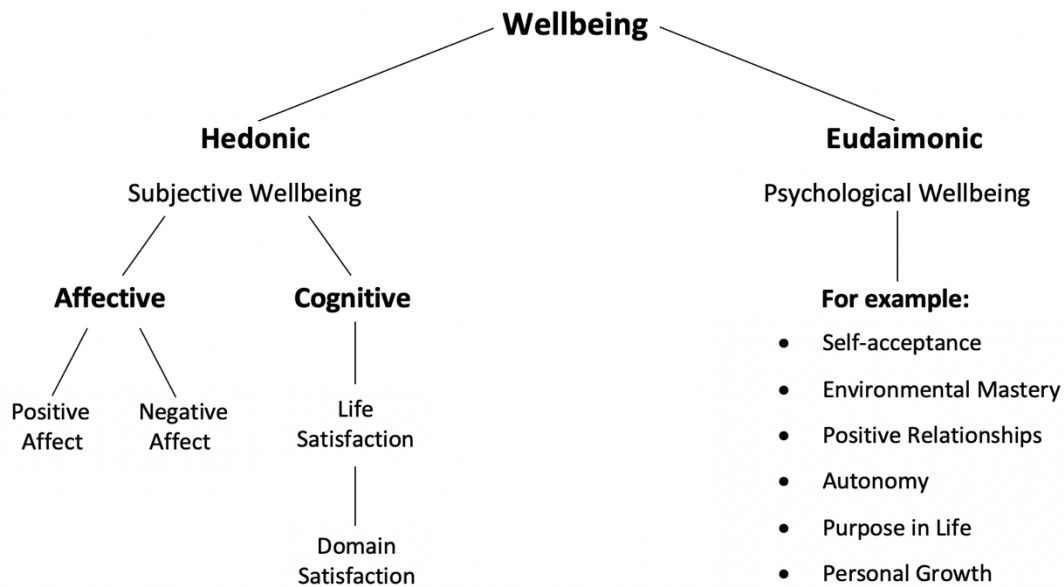 Wellbeing
Hedonic
Subjective Wellbeing
Affective
Positive
Affect
Negative
Affect
Cognitive
Life
Satisfaction
Domain
Satisfaction
Eudaimonic
Psychological Wellbeing
For example:
• Self-acceptance
• Environmental Mastery
• Positive Relationships
• Autonomy
• Purpose in Life
• Personal Growth